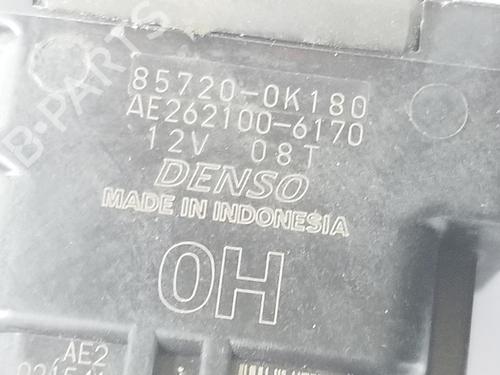 85720-0K180
AE262100-6170
12V 08T
DENSO
MADE IN INDONESIA
0H
AE2
B-PARTS